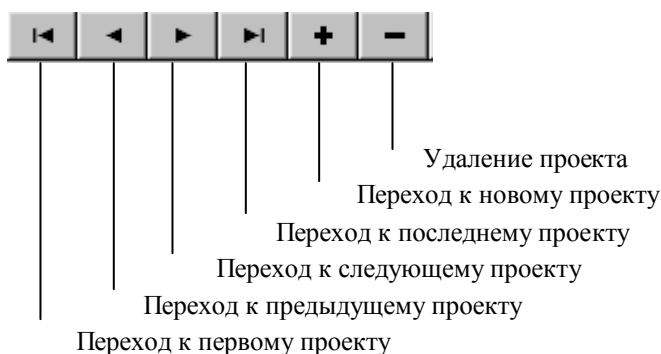 Удаление проекта
Переход к новому проекту
Переход к последнему проекту
Переход к следующему проекту
Переход к предыдущему проекту
Переход к первому проекту